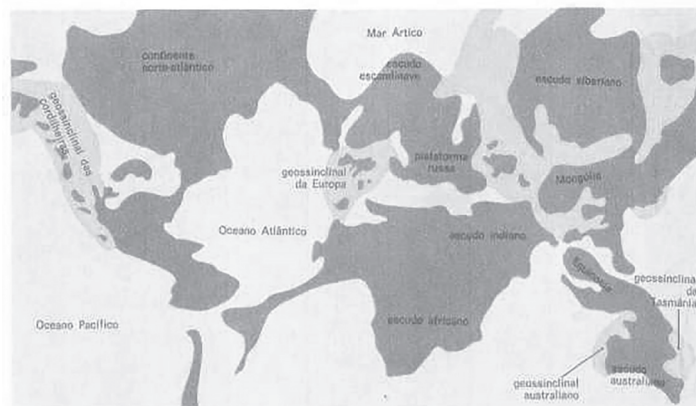 Mar Ártico
continente
norte-atlântico
escudo
escandinavo
escudo siberiano
geossinclinal das
cordilheiras
geossinclinal
da Europa
plataforma
russa
Mongólia
Oceano Atlântico
escudo indiano
geossinclinal
da
Tasmânia
Oceano Pacífico
escudo africano
escudo
australiano
geossinclinal
australiano